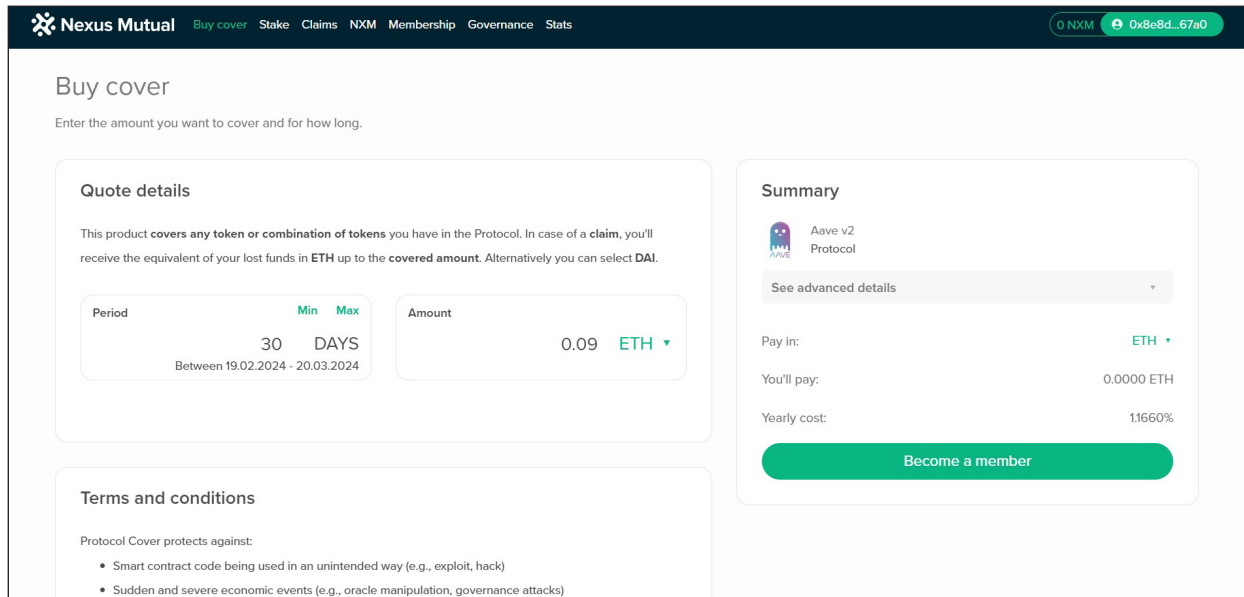 Nexus Mutual Buy cover Stake Claims NXM Membership Governance Stats 0 NXM 0x8e8d...67a0
Buy cover
Enter the amount you want to cover and for how long.
Quote details
This product covers any token or combination of tokens you have in the Protocol. In case of a claim, you'll
receive the equivalent of your lost funds in ETH up to the covered amount. Alternatively you can select DAI.
Period Min Max
30 DAYS
Between 19.02.2024 - 20.03.2024
Amount
0.09 ETH
Terms and conditions
Protocol Cover protects against:
• Smart contract code being used in an unintended way (e.g., exploit, hack)
• Sudden and severe economic events (e.g., oracle manipulation, governance attacks)
Summary
AAVE
Aave v2
Protocol
See advanced details
Pay in: ETH
You'll pay: 0.0000 ETH
Yearly cost: 1.1660%
Become a member